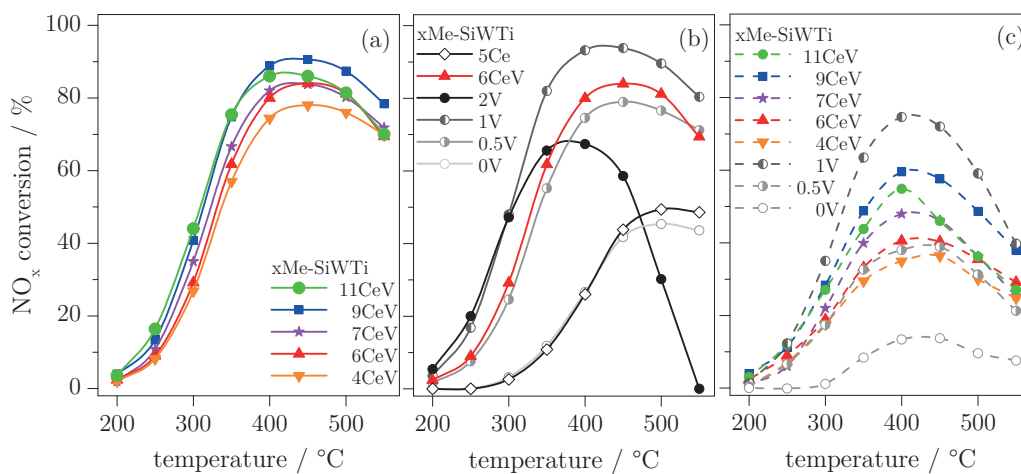 NOx conversion / %
100
80
60
40
20
0
(a)
xMe-SiWTi
11CeV
9CeV
7CeV
6CeV
4CeV
200 300 400 500
temperature / °C
(b)
xMe-SiWTi
5Ce
6CeV
2V
1V
0.5V
0V
200 300 400 500
temperature / °C
(c)
xMe-SiWTi
11CeV
9CeV
7CeV
6CeV
4CeV
1V
0.5V
0V
200 300 400 500
temperature / °C